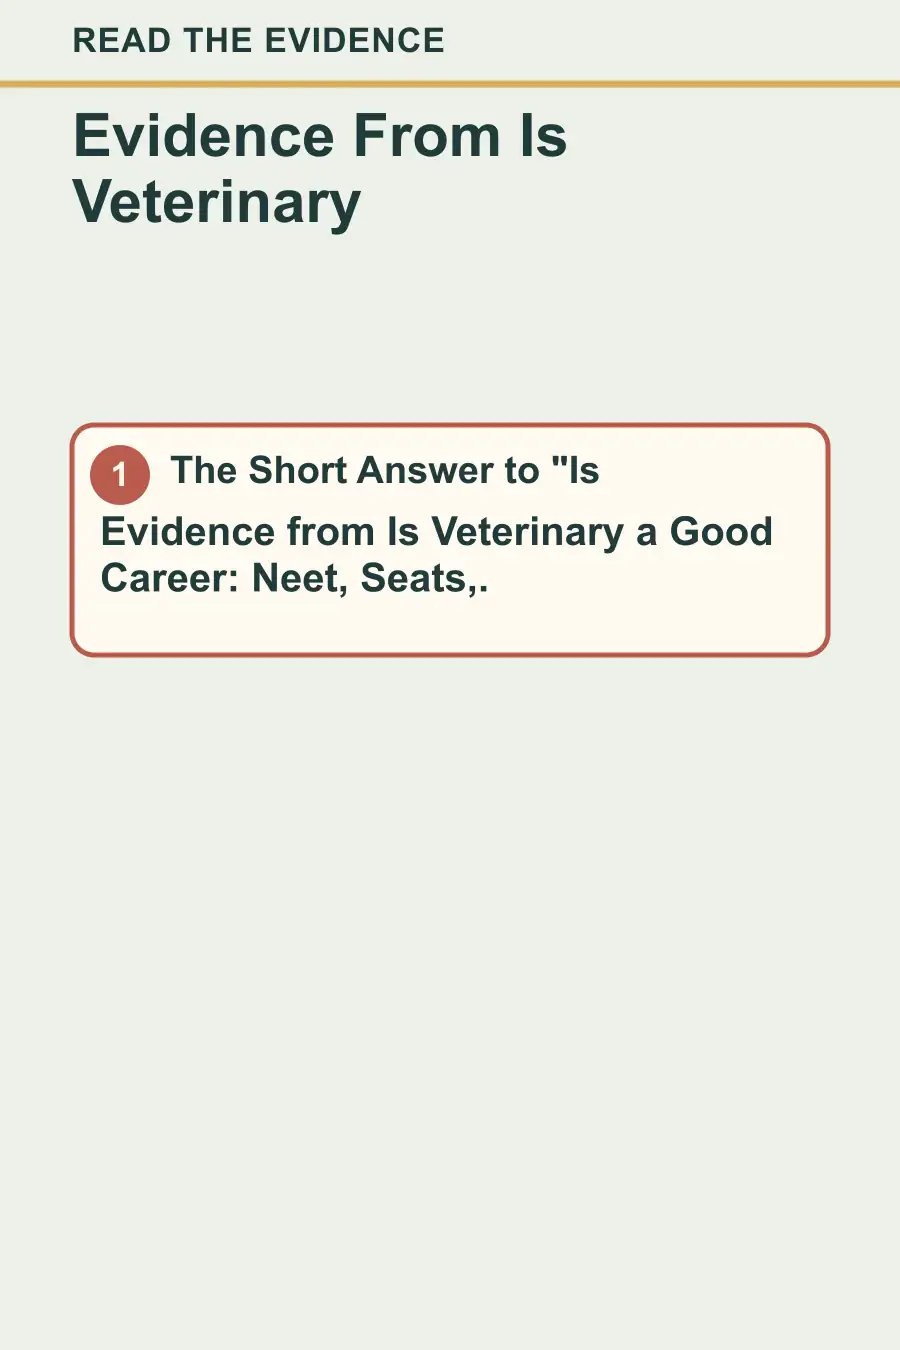 READ THE EVIDENCE
Evidence From Is
Veterinary
1 The Short Answer to "Is
Evidence from Is Veterinary a Good
Career: Neet, Seats,.